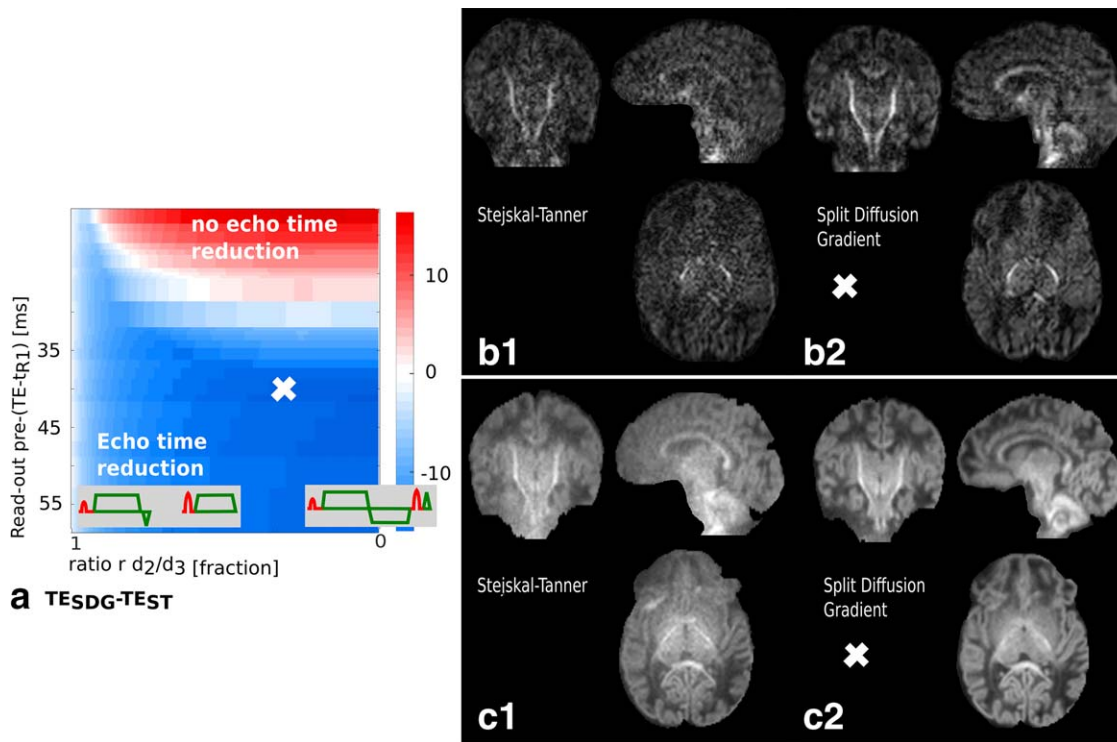 no echo time
reduction
Echo time
reduction
Read-out pre-(TE-tR1) [ms]
35
45
55
1
0
ratio r d2/d3 [fraction]
10
0
-10
a TESDG-TEST
Stejskal-Tanner
Split Diffusion
Gradient
b1
b2
Stejskal-Tanner
Split Diffusion
Gradient
c1
c2